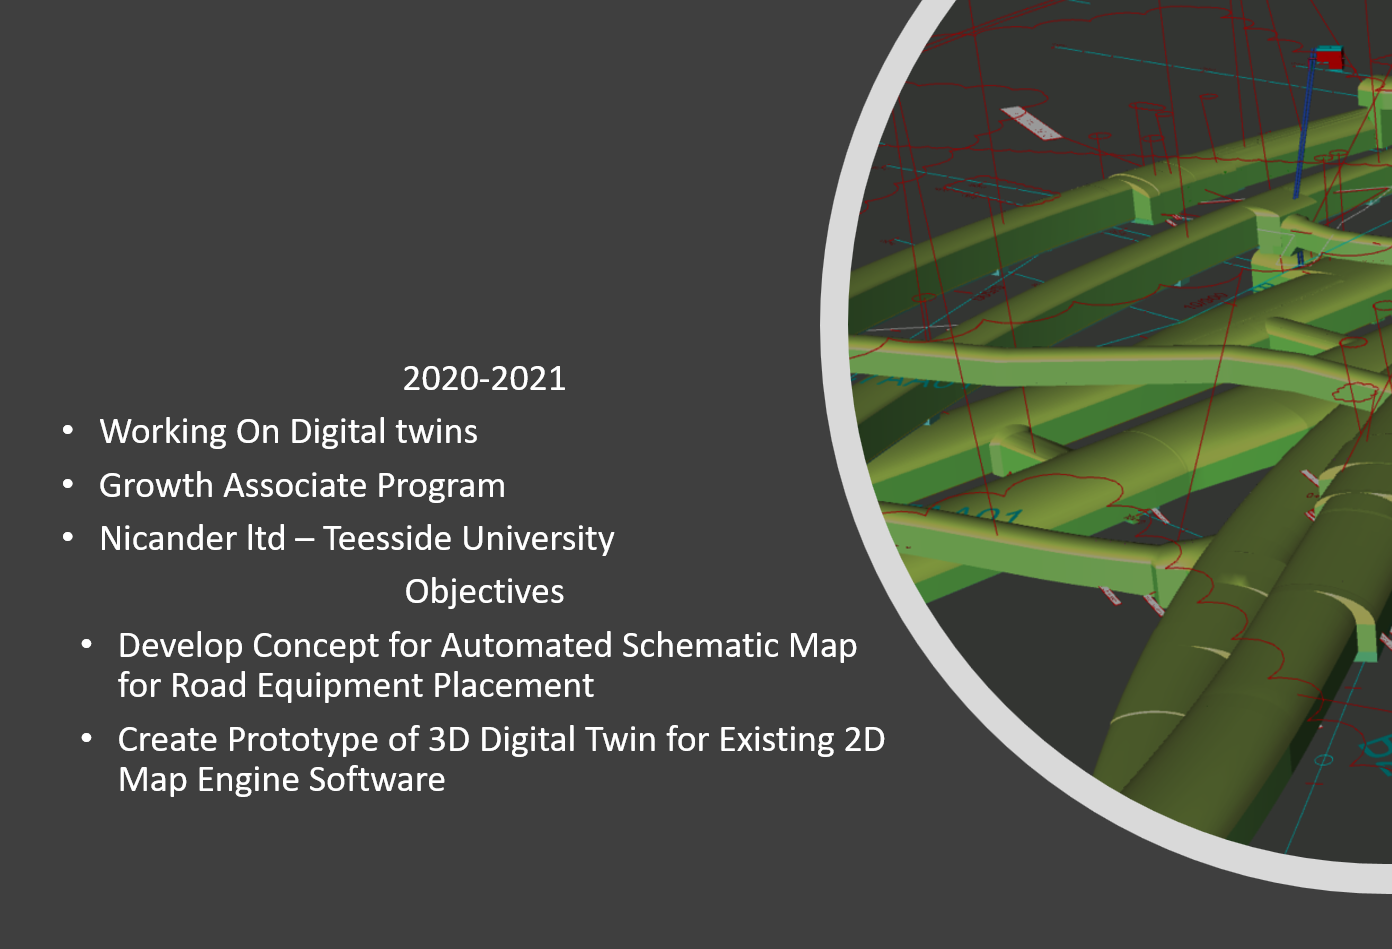 2020-2021
• Working On Digital twins
• Growth Associate Program
• Nicander ltd – Teesside University
Objectives
• Develop Concept for Automated Schematic Map
for Road Equipment Placement
• Create Prototype of 3D Digital Twin for Existing 2D
Map Engine Software